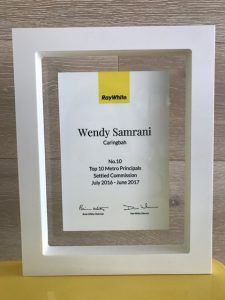 RayWhite
Wendy Samrani
Caringbah
No.10
Top 10 Metro Principals
Settled Commission
July 2016 - June 2017